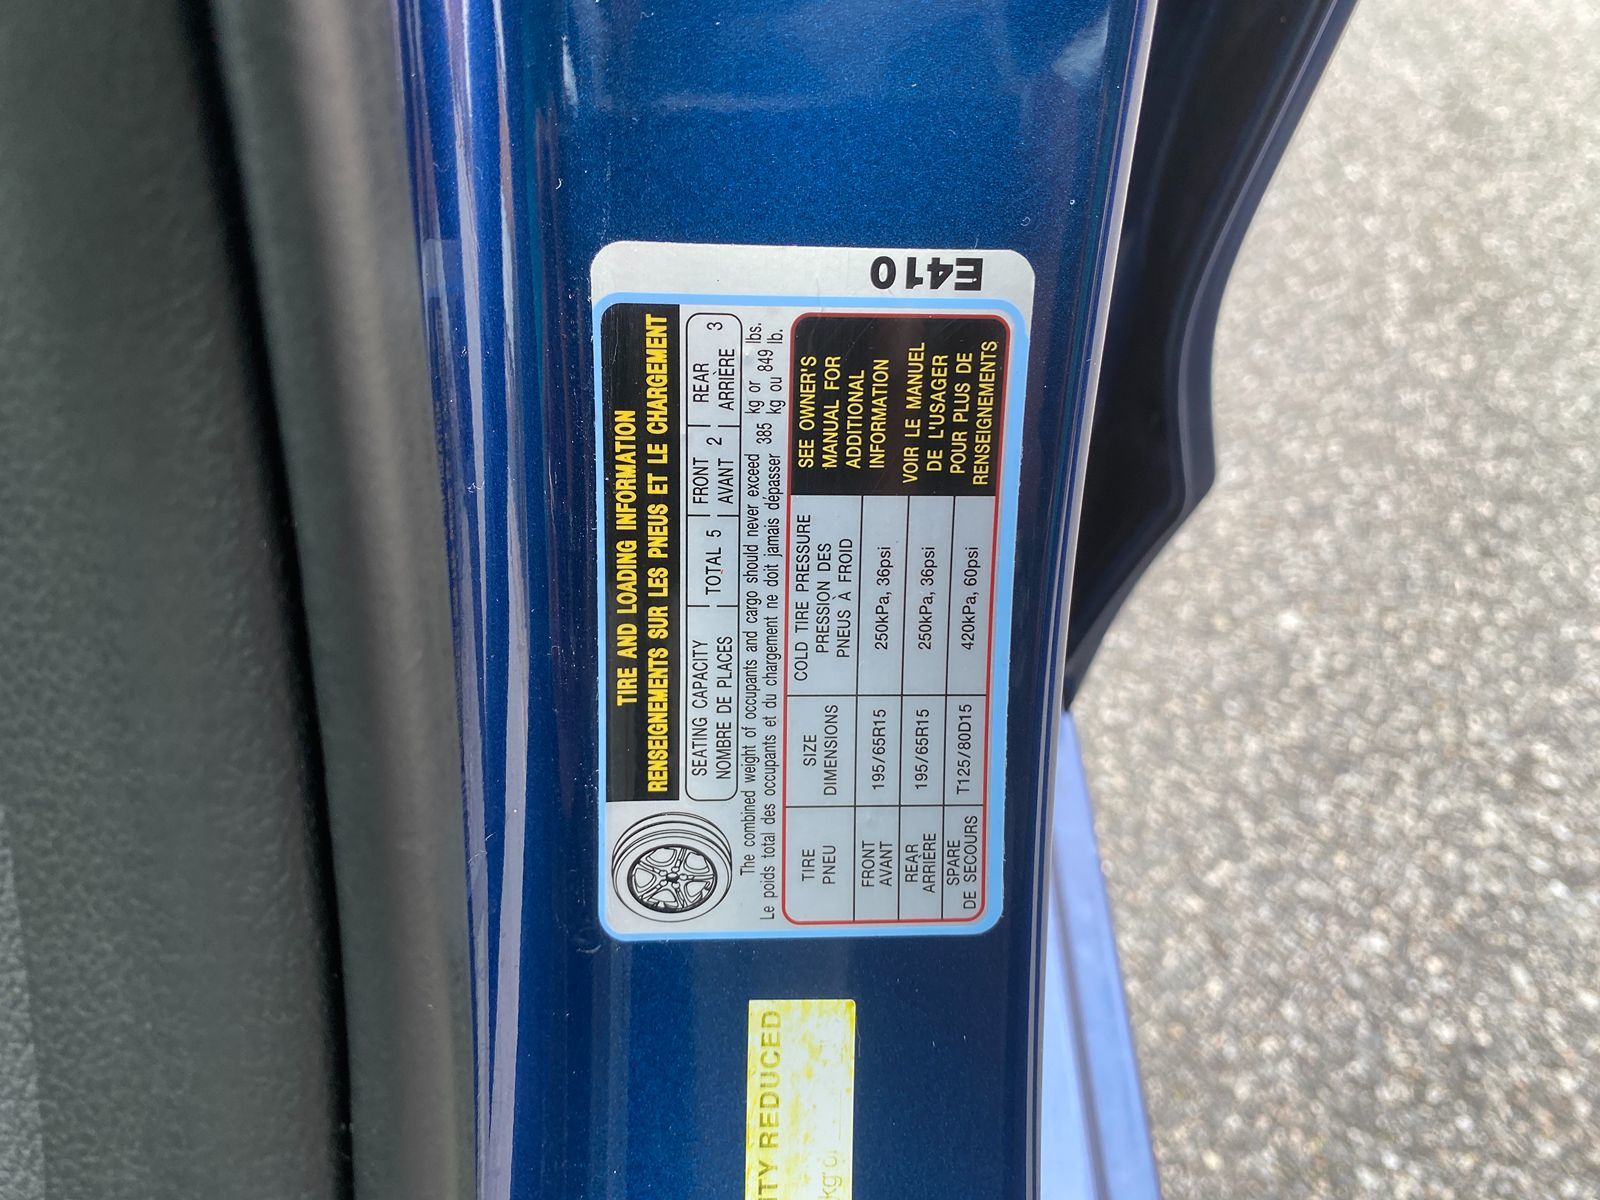 E410
TIRE AND LOADING INFORMATION
RENSEIGNEMENTS SUR LES PNEUS ET LE CHARGEMENT
SEATING CAPACITY
NOMBRE DE PLACES
TOTAL 5
FRONT
AVANT 2
REAR
ARRIÈRE 3
The combined weight of occupants and cargo should never exceed 385 kg or lbs.
Le poids total des occupants et du chargement ne doit jamais dépasser kg ou 849 lb.
TIRE
PNEU
SIZE
DIMENSIONS
COLD TIRE PRESSURE
PRESSION DES
PNEUS À FROID
FRONT
AVANT
195/65R15
250kPa, 36psi
REAR
ARRIÈRE
195/65R15
250kPa, 36psi
SPARE
DE SECOURS
T125/80D15
420kPa, 60psi
SEE OWNER'S
MANUAL FOR
ADDITIONAL
INFORMATION
VOIR LE MANUEL
DE L'USAGER
POUR PLUS DE
RENSEIGNEMENTS
ITY REDUCED
kg